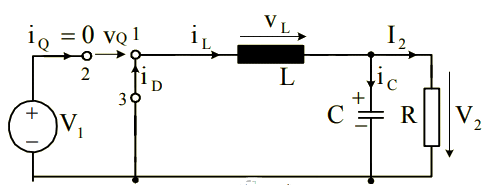 i_Q = 0 v_Q 1 i_L v_L I_2
2 i_D L i_C
3
+ V_1 − C + − R V_2